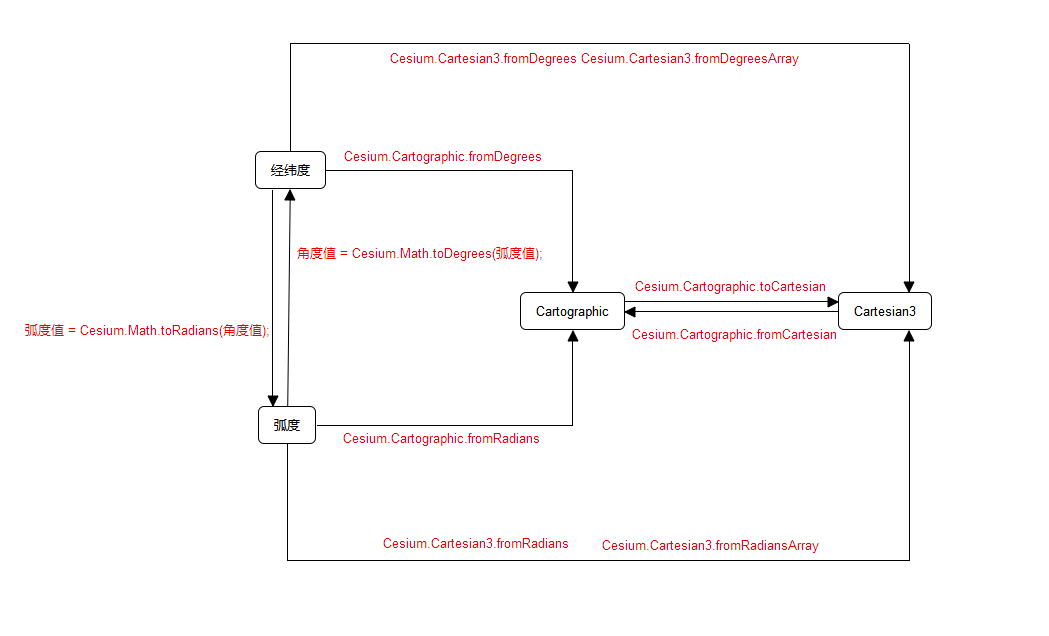 Cesium.Cartesian3.fromDegrees Cesium.Cartesian3.fromDegreesArray
Cesium.Cartographic.fromDegrees
经纬度
角度值 = Cesium.Math.toDegrees(弧度值);
Cesium.Cartographic.toCartesian
Cartographic
Cartesian3
弧度值 = Cesium.Math.toRadians(角度值);
Cesium.Cartographic.fromCartesian
弧度
Cesium.Cartographic.fromRadians
Cesium.Cartesian3.fromRadians
Cesium.Cartesian3.fromRadiansArray